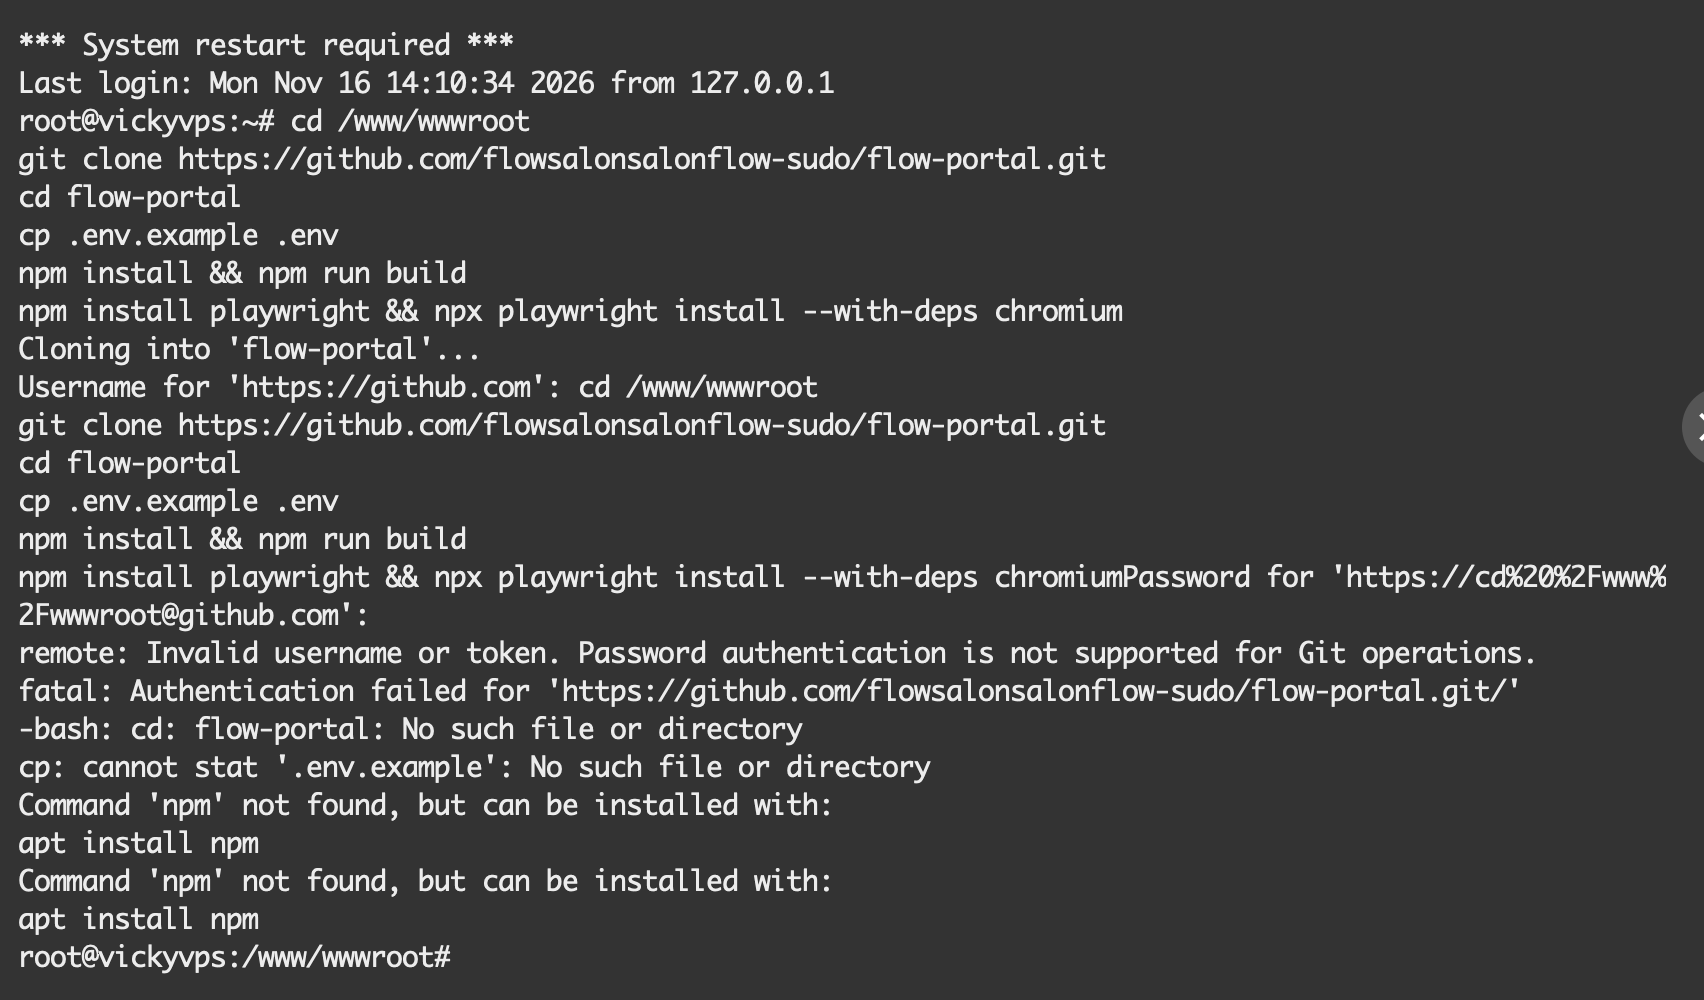 *** System restart required ***
Last login: Mon Nov 16 14:10:34 2026 from 127.0.0.1
root@vickyvps:~# cd /www/wwwroot
git clone https://github.com/flowsalonsalonflow-sudo/flow-portal.git
cd flow-portal
cp .env.example .env
npm install && npm run build
npm install playwright && npx playwright install --with-deps chromium
Cloning into 'flow-portal'...
Username for 'https://github.com': cd /www/wwwroot
git clone https://github.com/flowsalonsalonflow-sudo/flow-portal.git
cd flow-portal
cp .env.example .env
npm install && npm run build
npm install playwright && npx playwright install --with-deps chromiumPassword for 'https://cd%20%2Fwww%
2Fwwwroot@github.com':
remote: Invalid username or token. Password authentication is not supported for Git operations.
fatal: Authentication failed for 'https://github.com/flowsalonsalonflow-sudo/flow-portal.git/'
-bash: cd: flow-portal: No such file or directory
cp: cannot stat '.env.example': No such file or directory
Command 'npm' not found, but can be installed with:
apt install npm
Command 'npm' not found, but can be installed with:
apt install npm
root@vickyvps:/www/wwwroot#